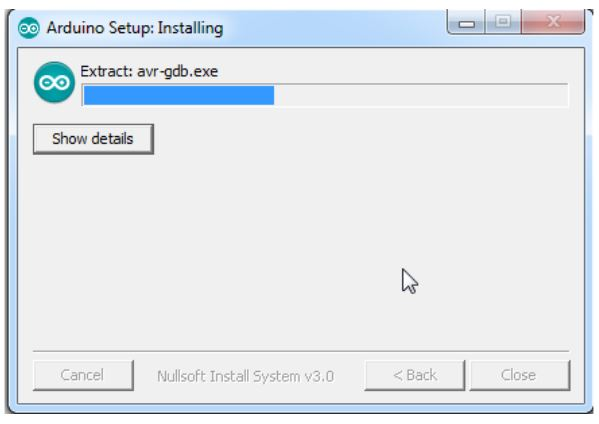 Arduino Setup: Installing
Extract: avr-gdb.exe
Show details
Cancel Nullsoft Install System v3.0 < Back Close